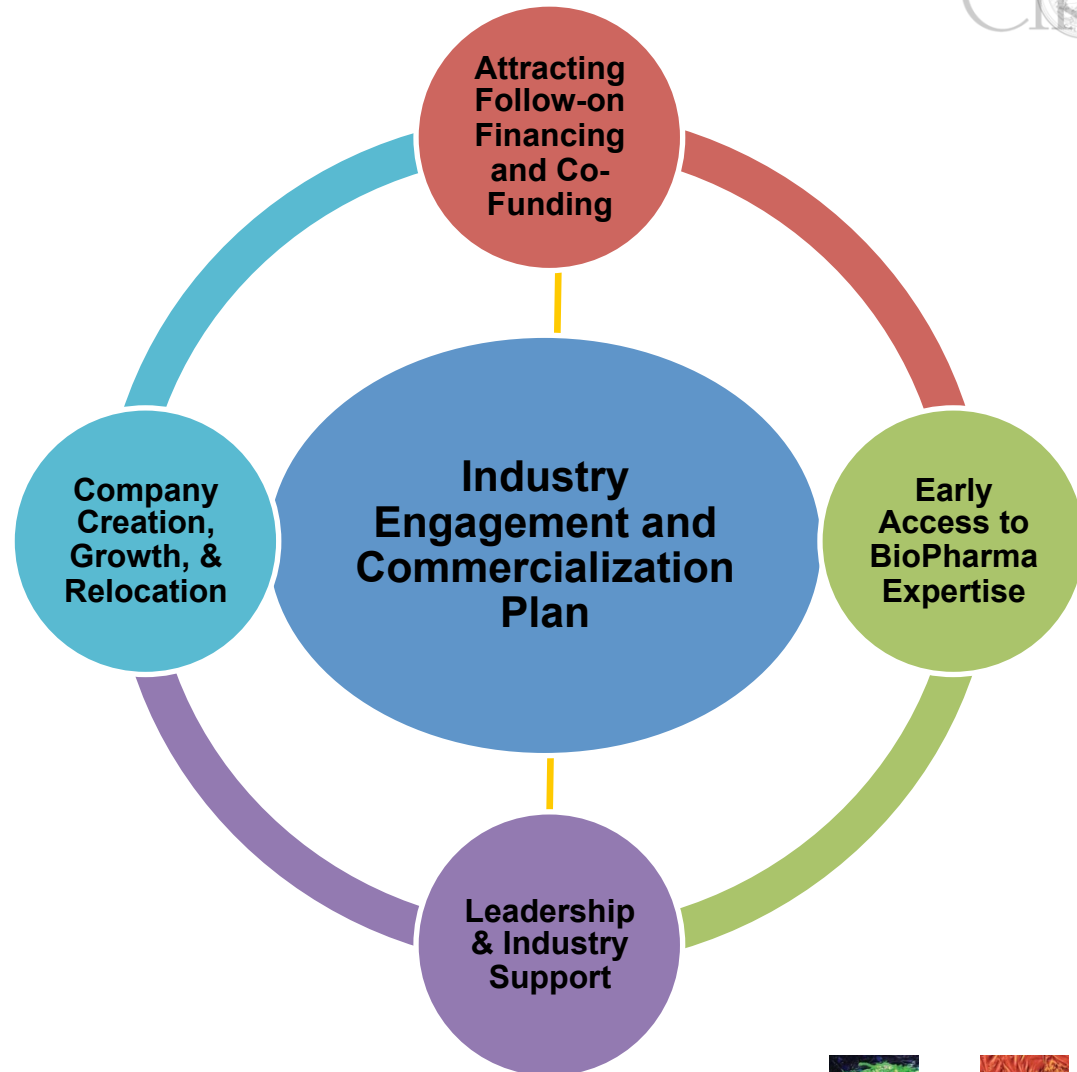 Attracting
Follow-on
Financing
and Co-
Funding
Industry
Engagement and
Commercialization
Plan
Company
Creation,
Growth, &
Relocation
Early
Access to
BioPharma
Expertise
Leadership
& Industry
Support